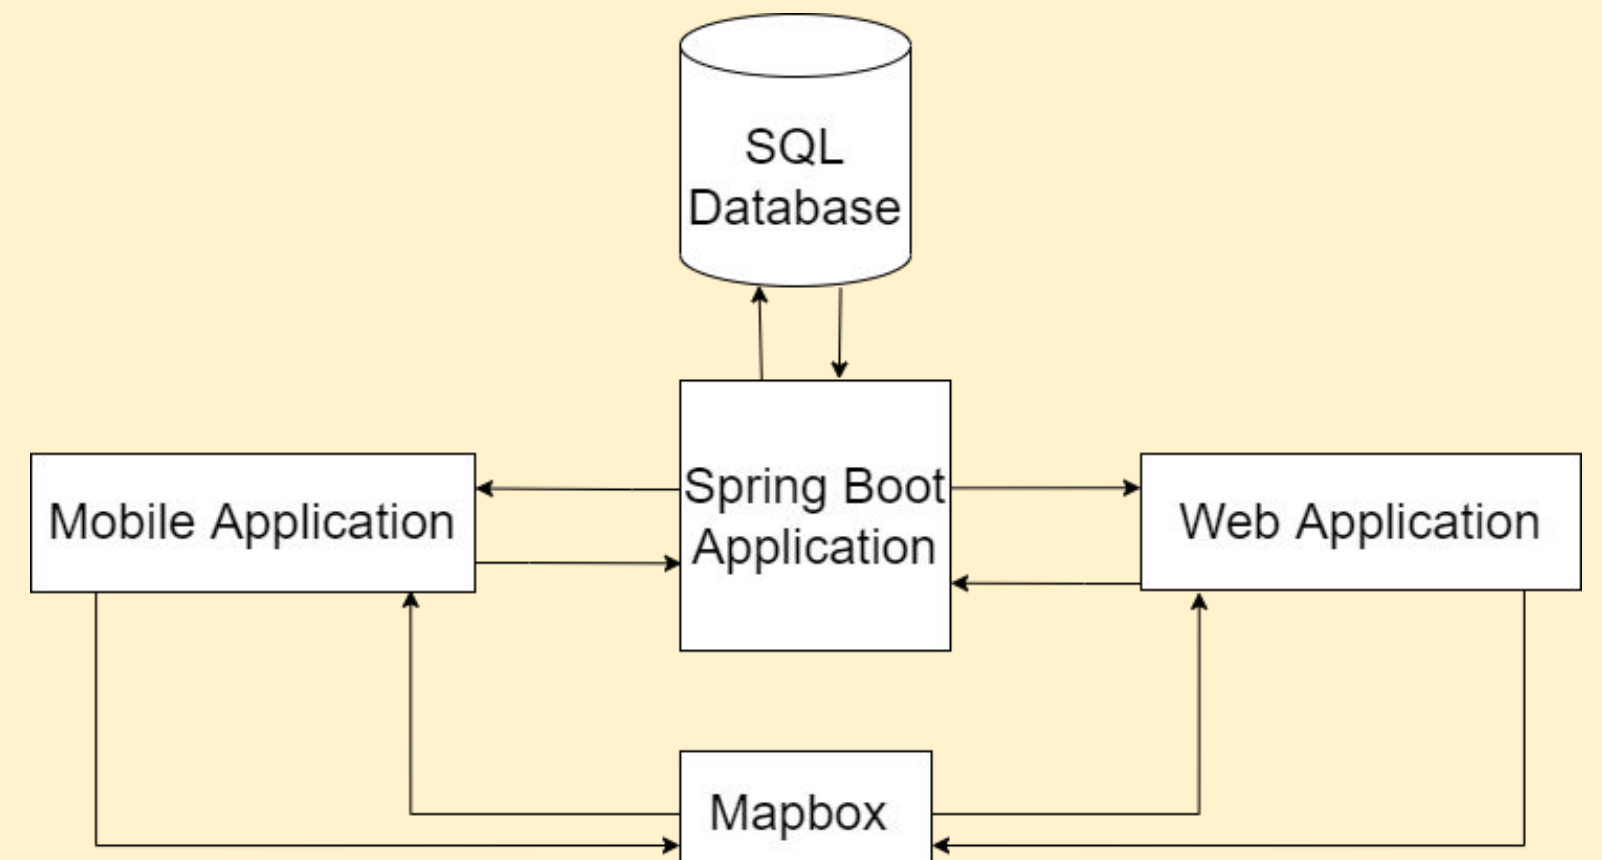 SQL
Database
Mobile Application
Spring Boot
Application
Web Application
Mapbox